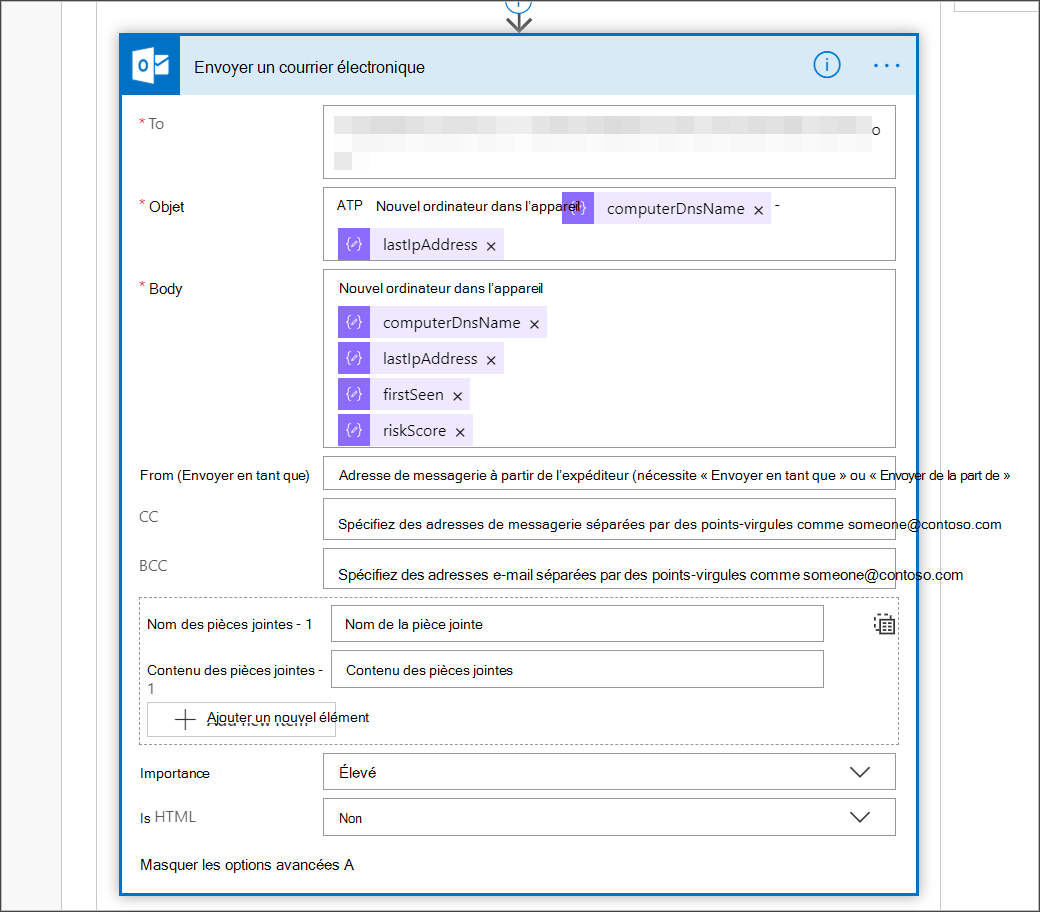 Envoyer un courrier électronique
* To
o
* Objet
ATP Nouvel ordinateur dans l'appareil computerDnsName × -
lastIpAddress ×
* Body
Nouvel ordinateur dans l'appareil
computerDnsName ×
lastIpAddress ×
firstSeen ×
riskScore ×
From (Envoyer en tant que)
Adresse de messagerie à partir de l'expéditeur (nécessite « Envoyer en tant que » ou « Envoyer de la part de »
CC
Spécifiez des adresses de messagerie séparées par des points-virgules comme someone@contoso.com
BCC
Spécifiez des adresses e-mail séparées par des points-virgules comme someone@contoso.com
Nom des pièces jointes - 1
Nom de la pièce jointe
Contenu des pièces jointes -
1
Contenu des pièces jointes
Ajouter un nouvel élément
Importance
Élevé
Is HTML
Non
Masquer les options avancées A